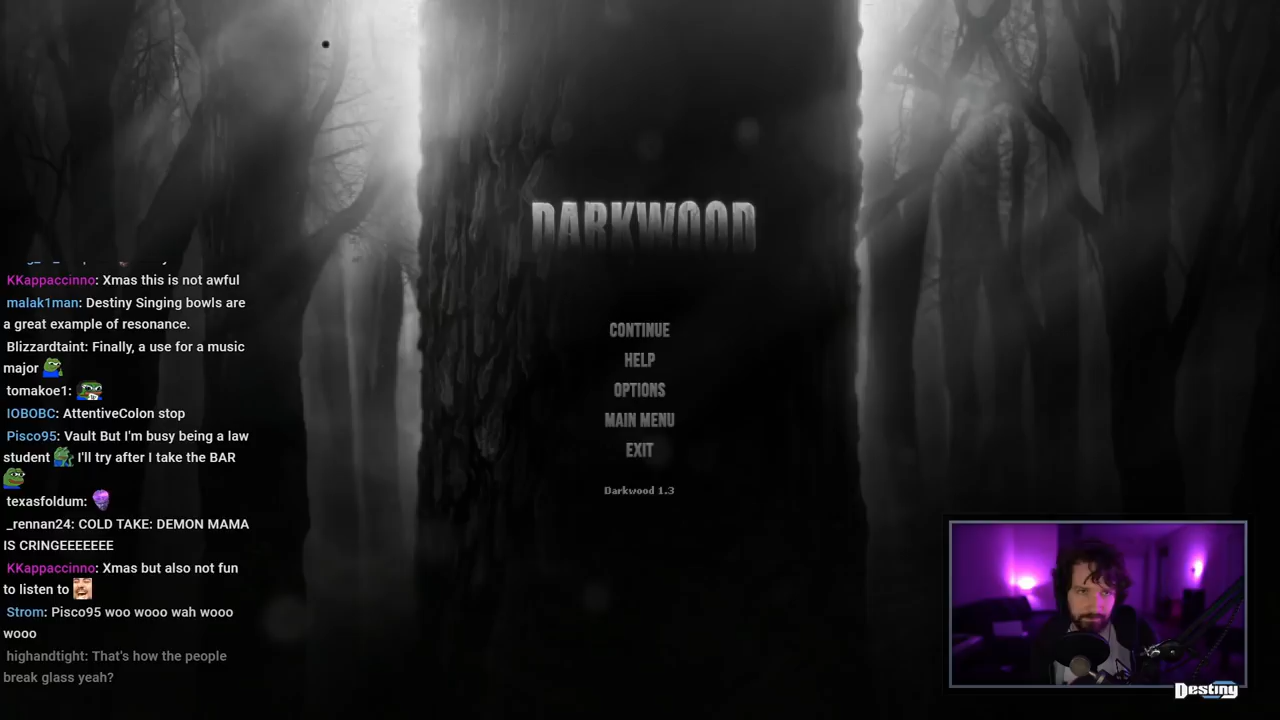 DARKWOOD
CONTINUE
HELP
OPTIONS
MAIN MENU
EXIT
Darkwood 1.3
KKappaccinno: Xmas this is not awful
malak1man: Destiny Singing bowls are
a great example of resonance.
Blizzardtaint: Finally, a use for a music
major
tomakoe1:
IOBOBC: AttentiveColon stop
Pisco95: Vault But I'm busy being a law
student I'll try after I take the BAR
texasfoldum:
_rennan24: COLD TAKE: DEMON MAMA
IS CRINGEEEEEEE
KKappaccinno: Xmas but also not fun
to listen to
Strom: Pisco95 woo wooo wah wooo
wooo
highandtight: That's how the people
break glass yeah?
Destiny